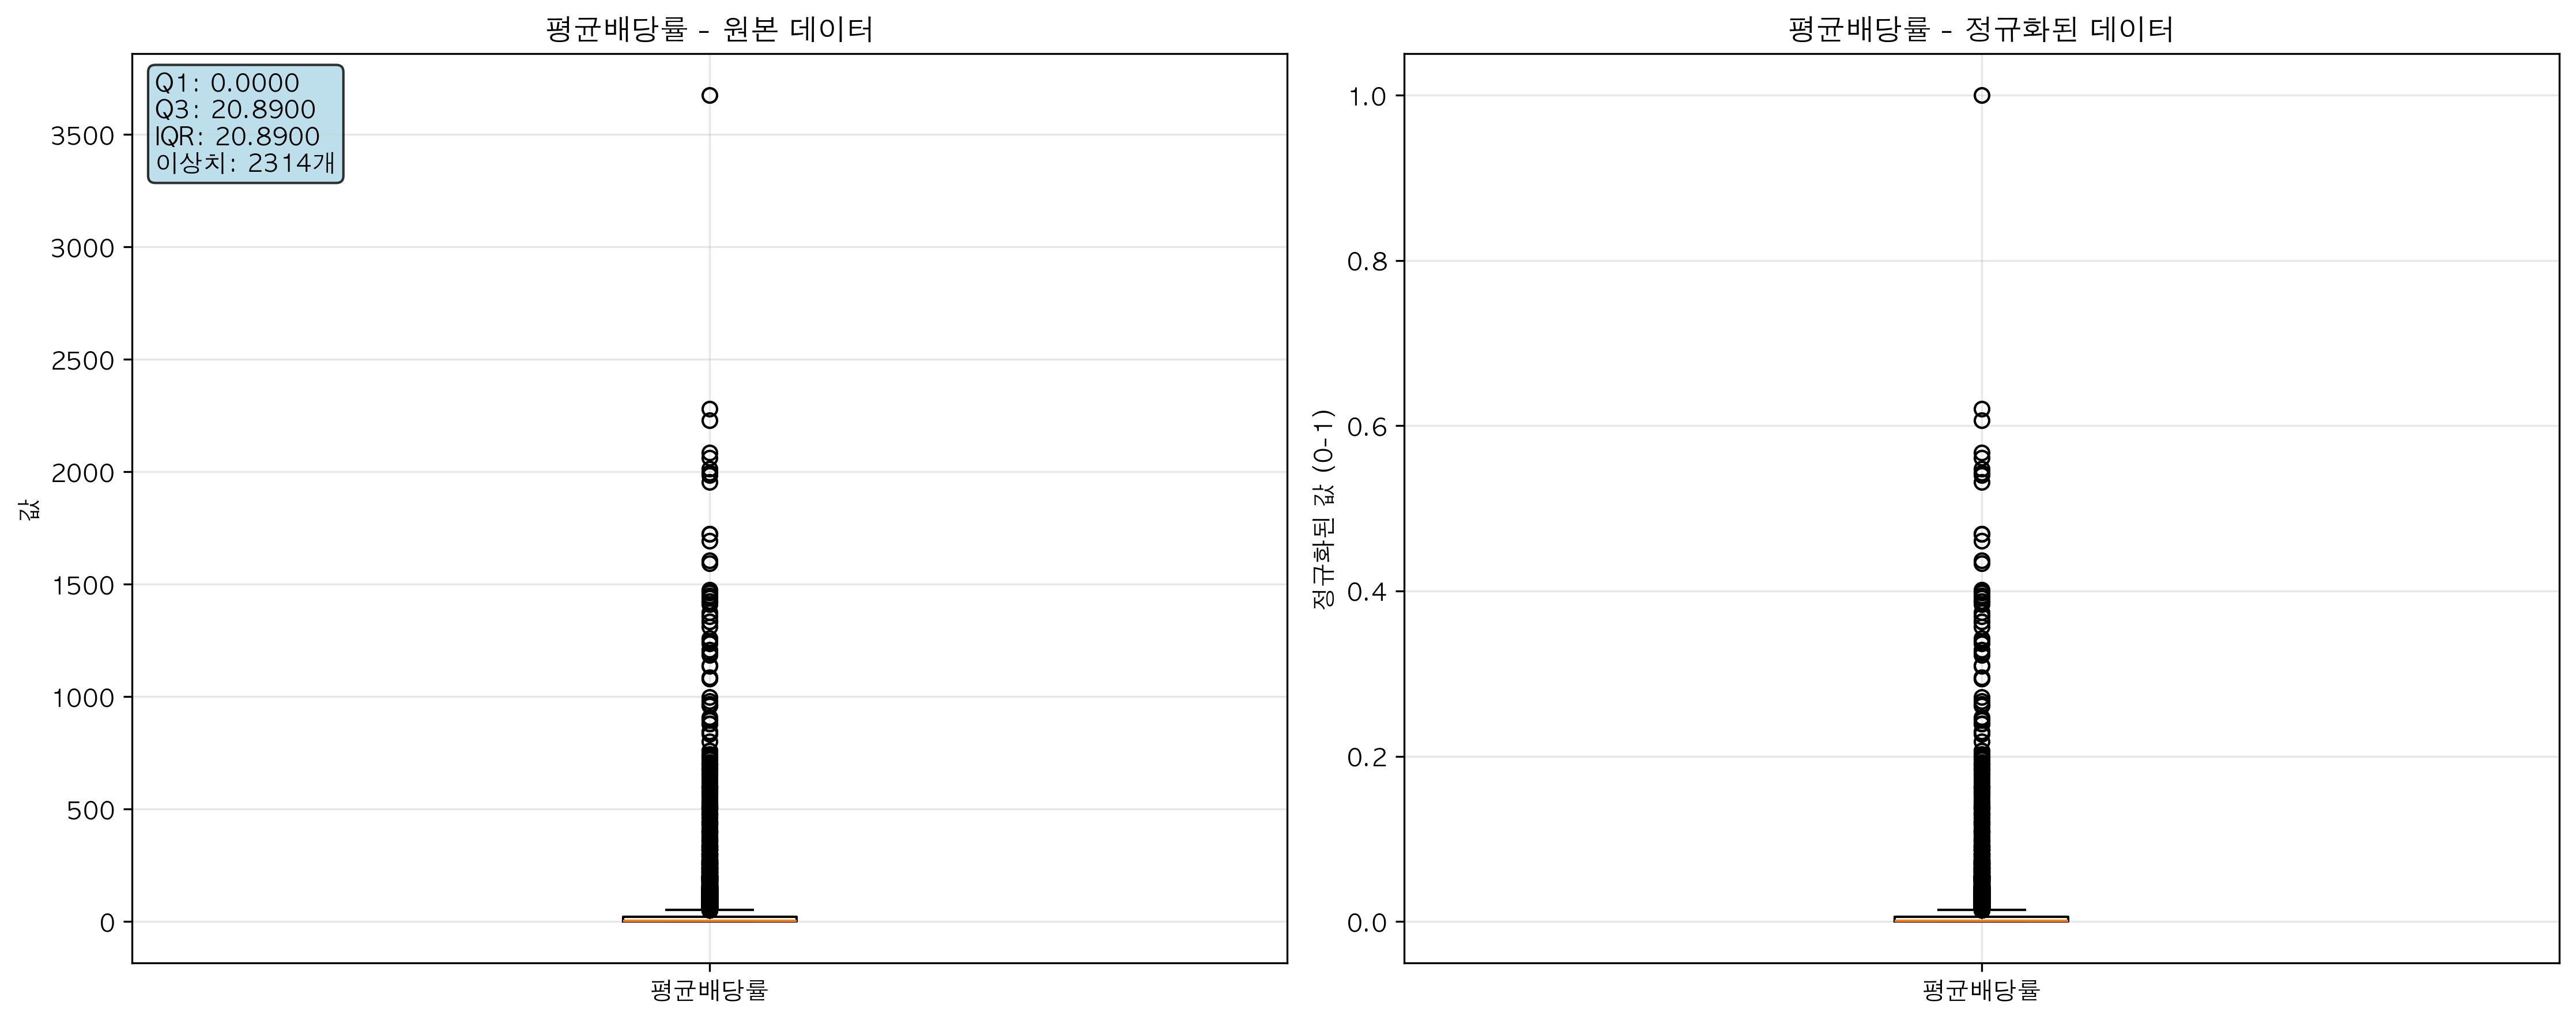 평균배당률 - 원본 데이터
Q1: 0.0000
Q3: 20.8900
IQR: 20.8900
이상치: 2314개
3500
3000
2500
2000
1500
1000
500
0
값
평균배당률
평균배당률 - 정규화된 데이터
1.0
0.8
0.6
0.4
0.2
0.0
정규화된 값 (0-1)
평균배당률